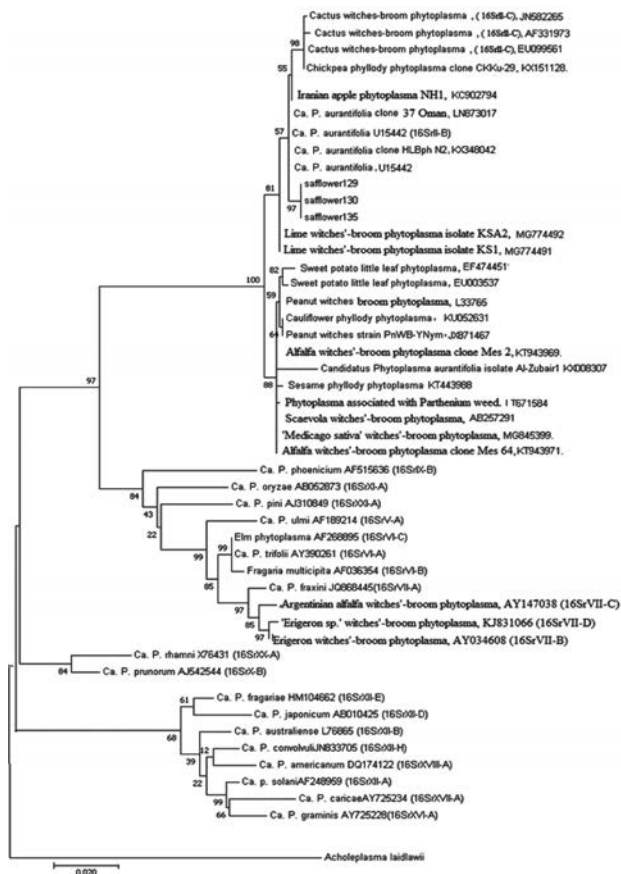 Cactus witches-broom phytoplasma , (16SrII-C) JN582265
Cactus witches-broom phytoplasma , (16SrII-C) AF331973
98
Cactus witches-broom phytoplasma , (16SrII-C) EU099561
Chickpea phyllody phytoplasma clone CKKu-29, KX151128.
55
Iranian apple phytoplasma NH1, KC902794
Ca. P. aurantifolia clone 37 Oman, LN873017
57
Ca. P. aurantifolia U15442 (16SrII-B)
Ca. P. aurantifolia clone HLBph N2, KX348042
Ca. P. aurantifolia, U15442
81
safflower129
safflower130
97
safflower135
Lime witches'-broom phytoplasma isolate KSA2, MG774492
Lime witches'-broom phytoplasma isolate KS1, MG774491
82
Sweet potato little leaf phytoplasma, EF474451
100
Sweet potato little leaf phytoplasma, EU003537
59
Peanut witches broom phytoplasma, L33765
Cauliflower phyllody phytoplasma, KU052631
64
Peanut witches strain PnWB-YNym, JX871467
Alfalfa witches'-broom phytoplasma clone Mes 2, KT943969.
Candidatus Phytoplasma aurantifolia isolate Al-Zubair1 KX008307
88
Sesame phyllody phytoplasma KT443988
97
Phytoplasma associated with Parthenium weed. IT671584
Scaevola witches'-broom phytoplasma, AB257291
'Medicago sativa' witches'-broom phytoplasma, MG845399.
Alfalfa witches'-broom phytoplasma clone Mes 64, KT943971.
Ca. P. phoenicium AF515636 (16SrIX-B)
84
Ca. P. oryzae AB052873 (16SrXI-A)
43
Ca. P. pini AJ310849 (16SrXXI-A)
22
Ca. P. ulmi AF189214 (16SrV-A)
Elm phytoplasma AF268895 (16SrVI-C)
99
99
Ca. P. trifolii AY390261 (16SrVI-A)
Fragaria multicipita AF036354 (16SrVI-B)
85
Ca. P. fraxini JQ868445(16SrVII-A)
97
Argentinian alfalfa witches'-broom phytoplasma, AY147038 (16SrVII-C)
85
'Erigeron sp.' witches'-broom phytoplasma, KJ831066 (16SrVII-D)
97
Erigeron witches'-broom phytoplasma, AY034608 (16SrVII-B)
Ca. P. rhamni X76431 (16SrXX-A)
84
Ca. P. prunorum AJ542544 (16SrX-B)
61
Ca. P. fragariae HM104662 (16SrXII-E)
Ca. P. japonicum AB010425 (16SrXII-D)
68
Ca. P. australiense L76865 (16SrXII-B)
12
Ca. P. convolvuliJN833705 (16SrXII-H)
39
Ca. P. americanum DQ174122 (16SrXVIII-A)
22
Ca. p. solaniAF248959 (16SrXII-A)
99
Ca. P. caricaeAY725234 (16SrXVII-A)
66
Ca. P. graminis AY725228(16SrXVI-A)
Acholeplasma laidlawii
0.020